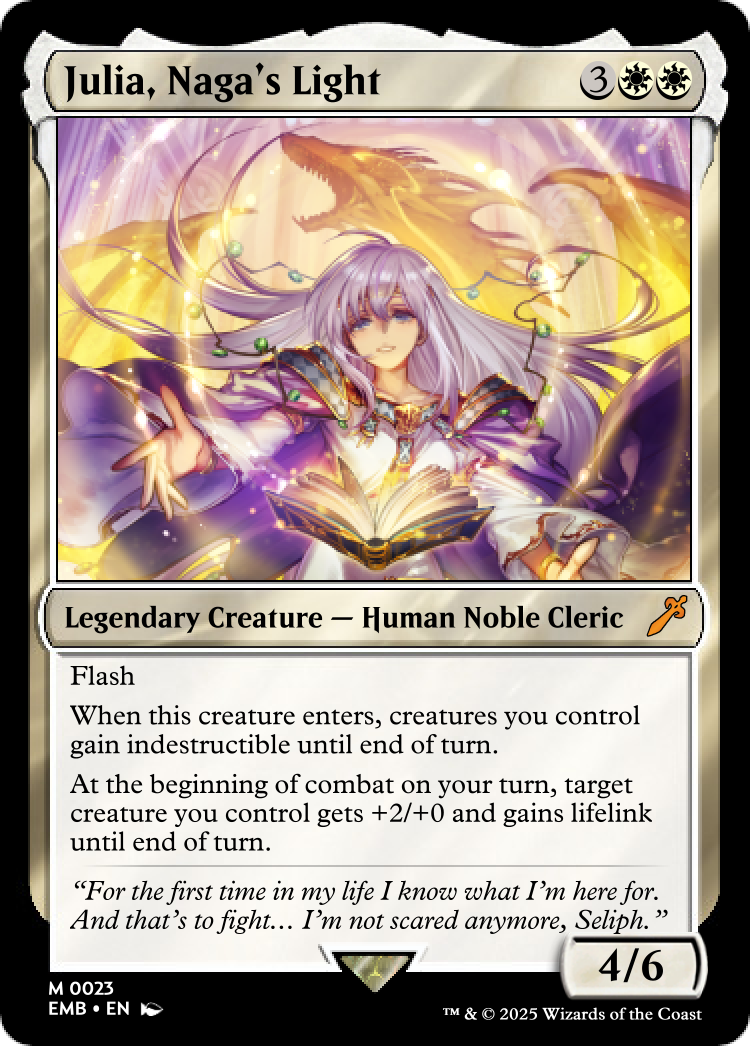 Julia, Naga's Light 3
Legendary Creature — Human Noble Cleric
Flash
When this creature enters, creatures you control
gain indestructible until end of turn.
At the beginning of combat on your turn, target
creature you control gets +2/+0 and gains lifelink
until end of turn.
“For the first time in my life I know what I’m here for.
And that’s to fight… I’m not scared anymore, Seliph.”
4/6
M 0023
EMB • EN
™ & © 2025 Wizards of the Coast